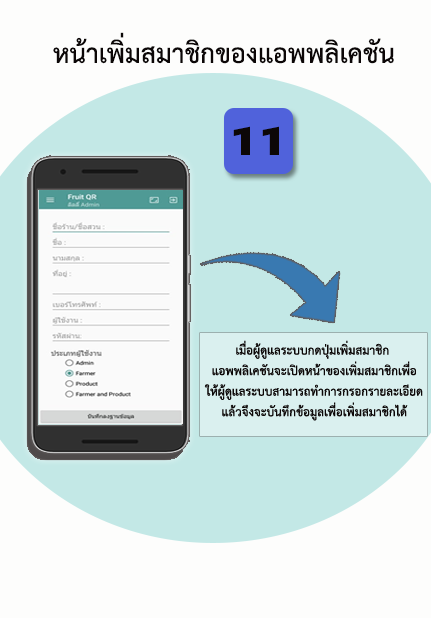 หน้าเพิ่มสมาชิกของแอพพลิเคชัน
11
Fruit QR
ลิสลี่ Admin
ชื่อร้าน/ชื่อสวน :
ชื่อ :
นามสกุล :
ที่อยู่ :
เบอร์โทรศัพท์ :
ผู้ใช้งาน :
รหัสผ่าน:
ประเภทผู้ใช้งาน
Admin
Farmer
Product
Farmer and Product
บันทึกลงฐานข้อมูล
เมื่อผู้ดูแลระบบกดปุ่มเพิ่มสมาชิก
แอพพลิเคชันจะเปิดหน้าของเพิ่มสมาชิกเพื่อ
ให้ผู้ดูแลระบบสามารถทำการกรอกรายละเอียด
แล้วจึงจะบันทึกข้อมูลเพื่อเพิ่มสมาชิกได้